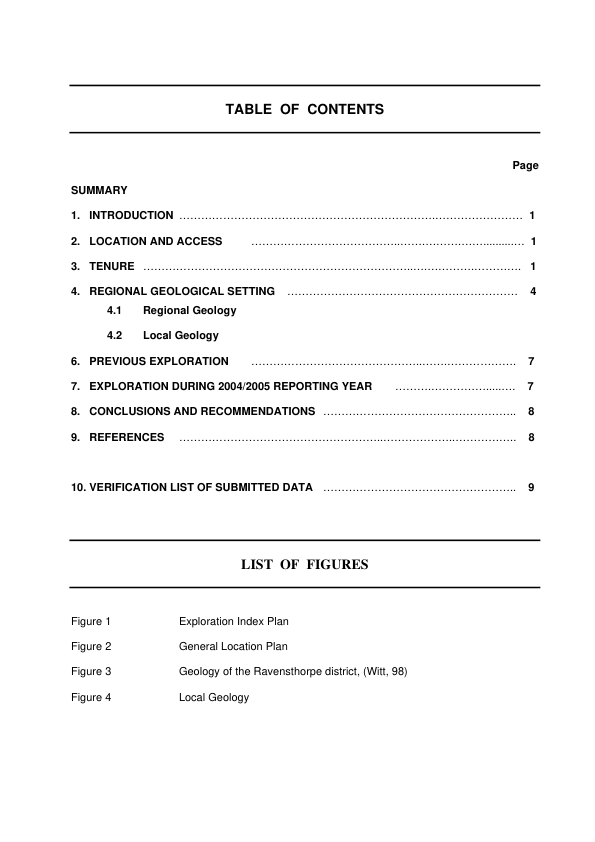 TABLE OF CONTENTS
Page
SUMMARY
1. INTRODUCTION ………………………………………………………………………………… 1
2. LOCATION AND ACCESS ………………………………………………………………… 1
3. TENURE ………………………………………………………………………………………… 1
4. REGIONAL GEOLOGICAL SETTING ……………………………………………………… 4
4.1 Regional Geology
4.2 Local Geology
6. PREVIOUS EXPLORATION ……………………………………………………………… 7
7. EXPLORATION DURING 2004/2005 REPORTING YEAR …………………………… 7
8. CONCLUSIONS AND RECOMMENDATIONS …………………………………………… 8
9. REFERENCES ………………………………………………………………………………… 8
10. VERIFICATION LIST OF SUBMITTED DATA …………………………………………… 9
LIST OF FIGURES
Figure 1 Exploration Index Plan
Figure 2 General Location Plan
Figure 3 Geology of the Ravensthorpe district, (Witt, 98)
Figure 4 Local Geology